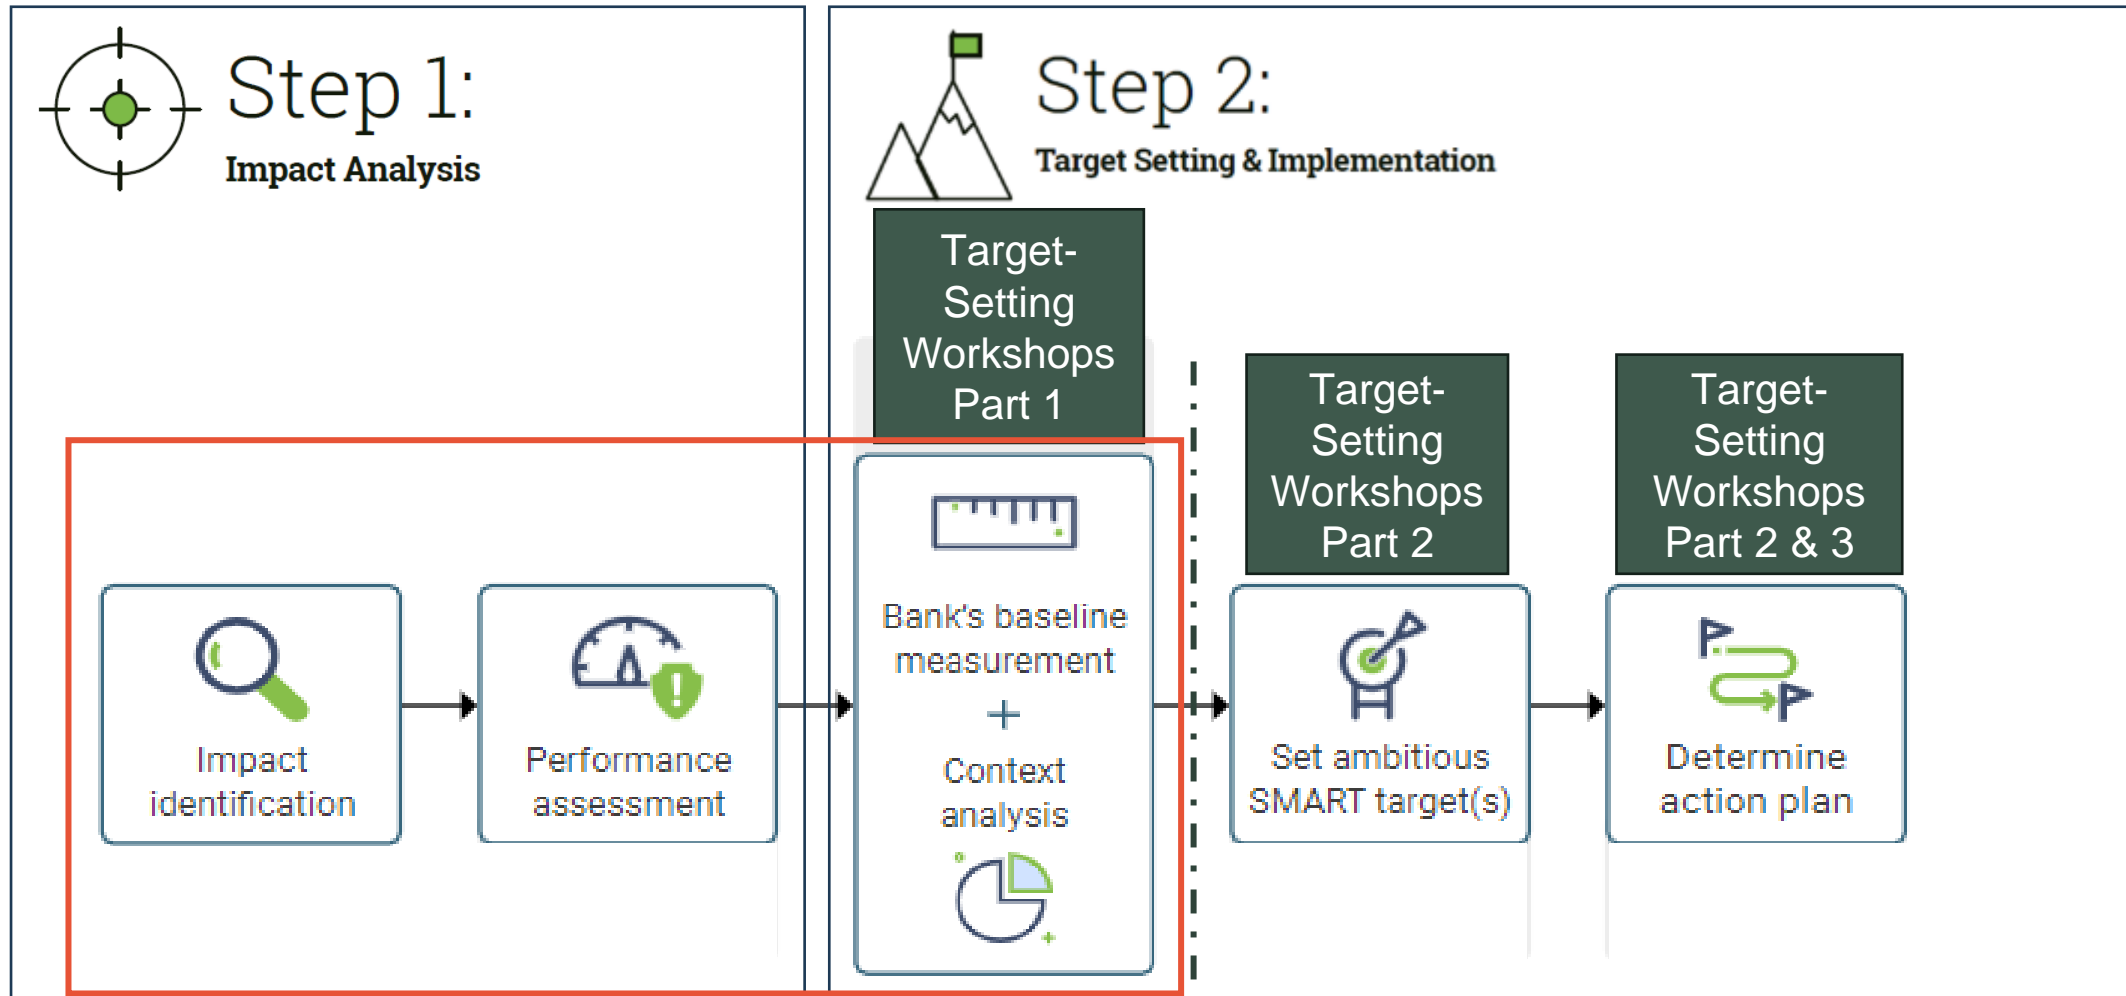 Step 1:
Impact Analysis
Step 2:
Target Setting & Implementation
Target-
Setting
Workshops
Part 1
Target-
Setting
Workshops
Part 2
Target-
Setting
Workshops
Part 2 & 3
Impact
identification
Performance
assessment
Bank's baseline
measurement
+
Context
analysis
Set ambitious
SMART target(s)
Determine
action plan